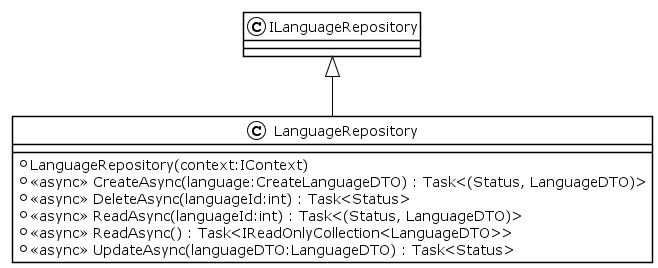 C ILanguageRepository
C LanguageRepository
LanguageRepository(context:IContext)
«async» CreateAsync(language:CreateLanguageDTO) : Task<(Status, LanguageDTO)>
«async» DeleteAsync(languageId:int) : Task<Status>
«async» ReadAsync(languageId:int) : Task<(Status, LanguageDTO)>
«async» ReadAsync() : Task<IReadOnlyCollection<LanguageDTO>>
«async» UpdateAsync(languageDTO:LanguageDTO) : Task<Status>